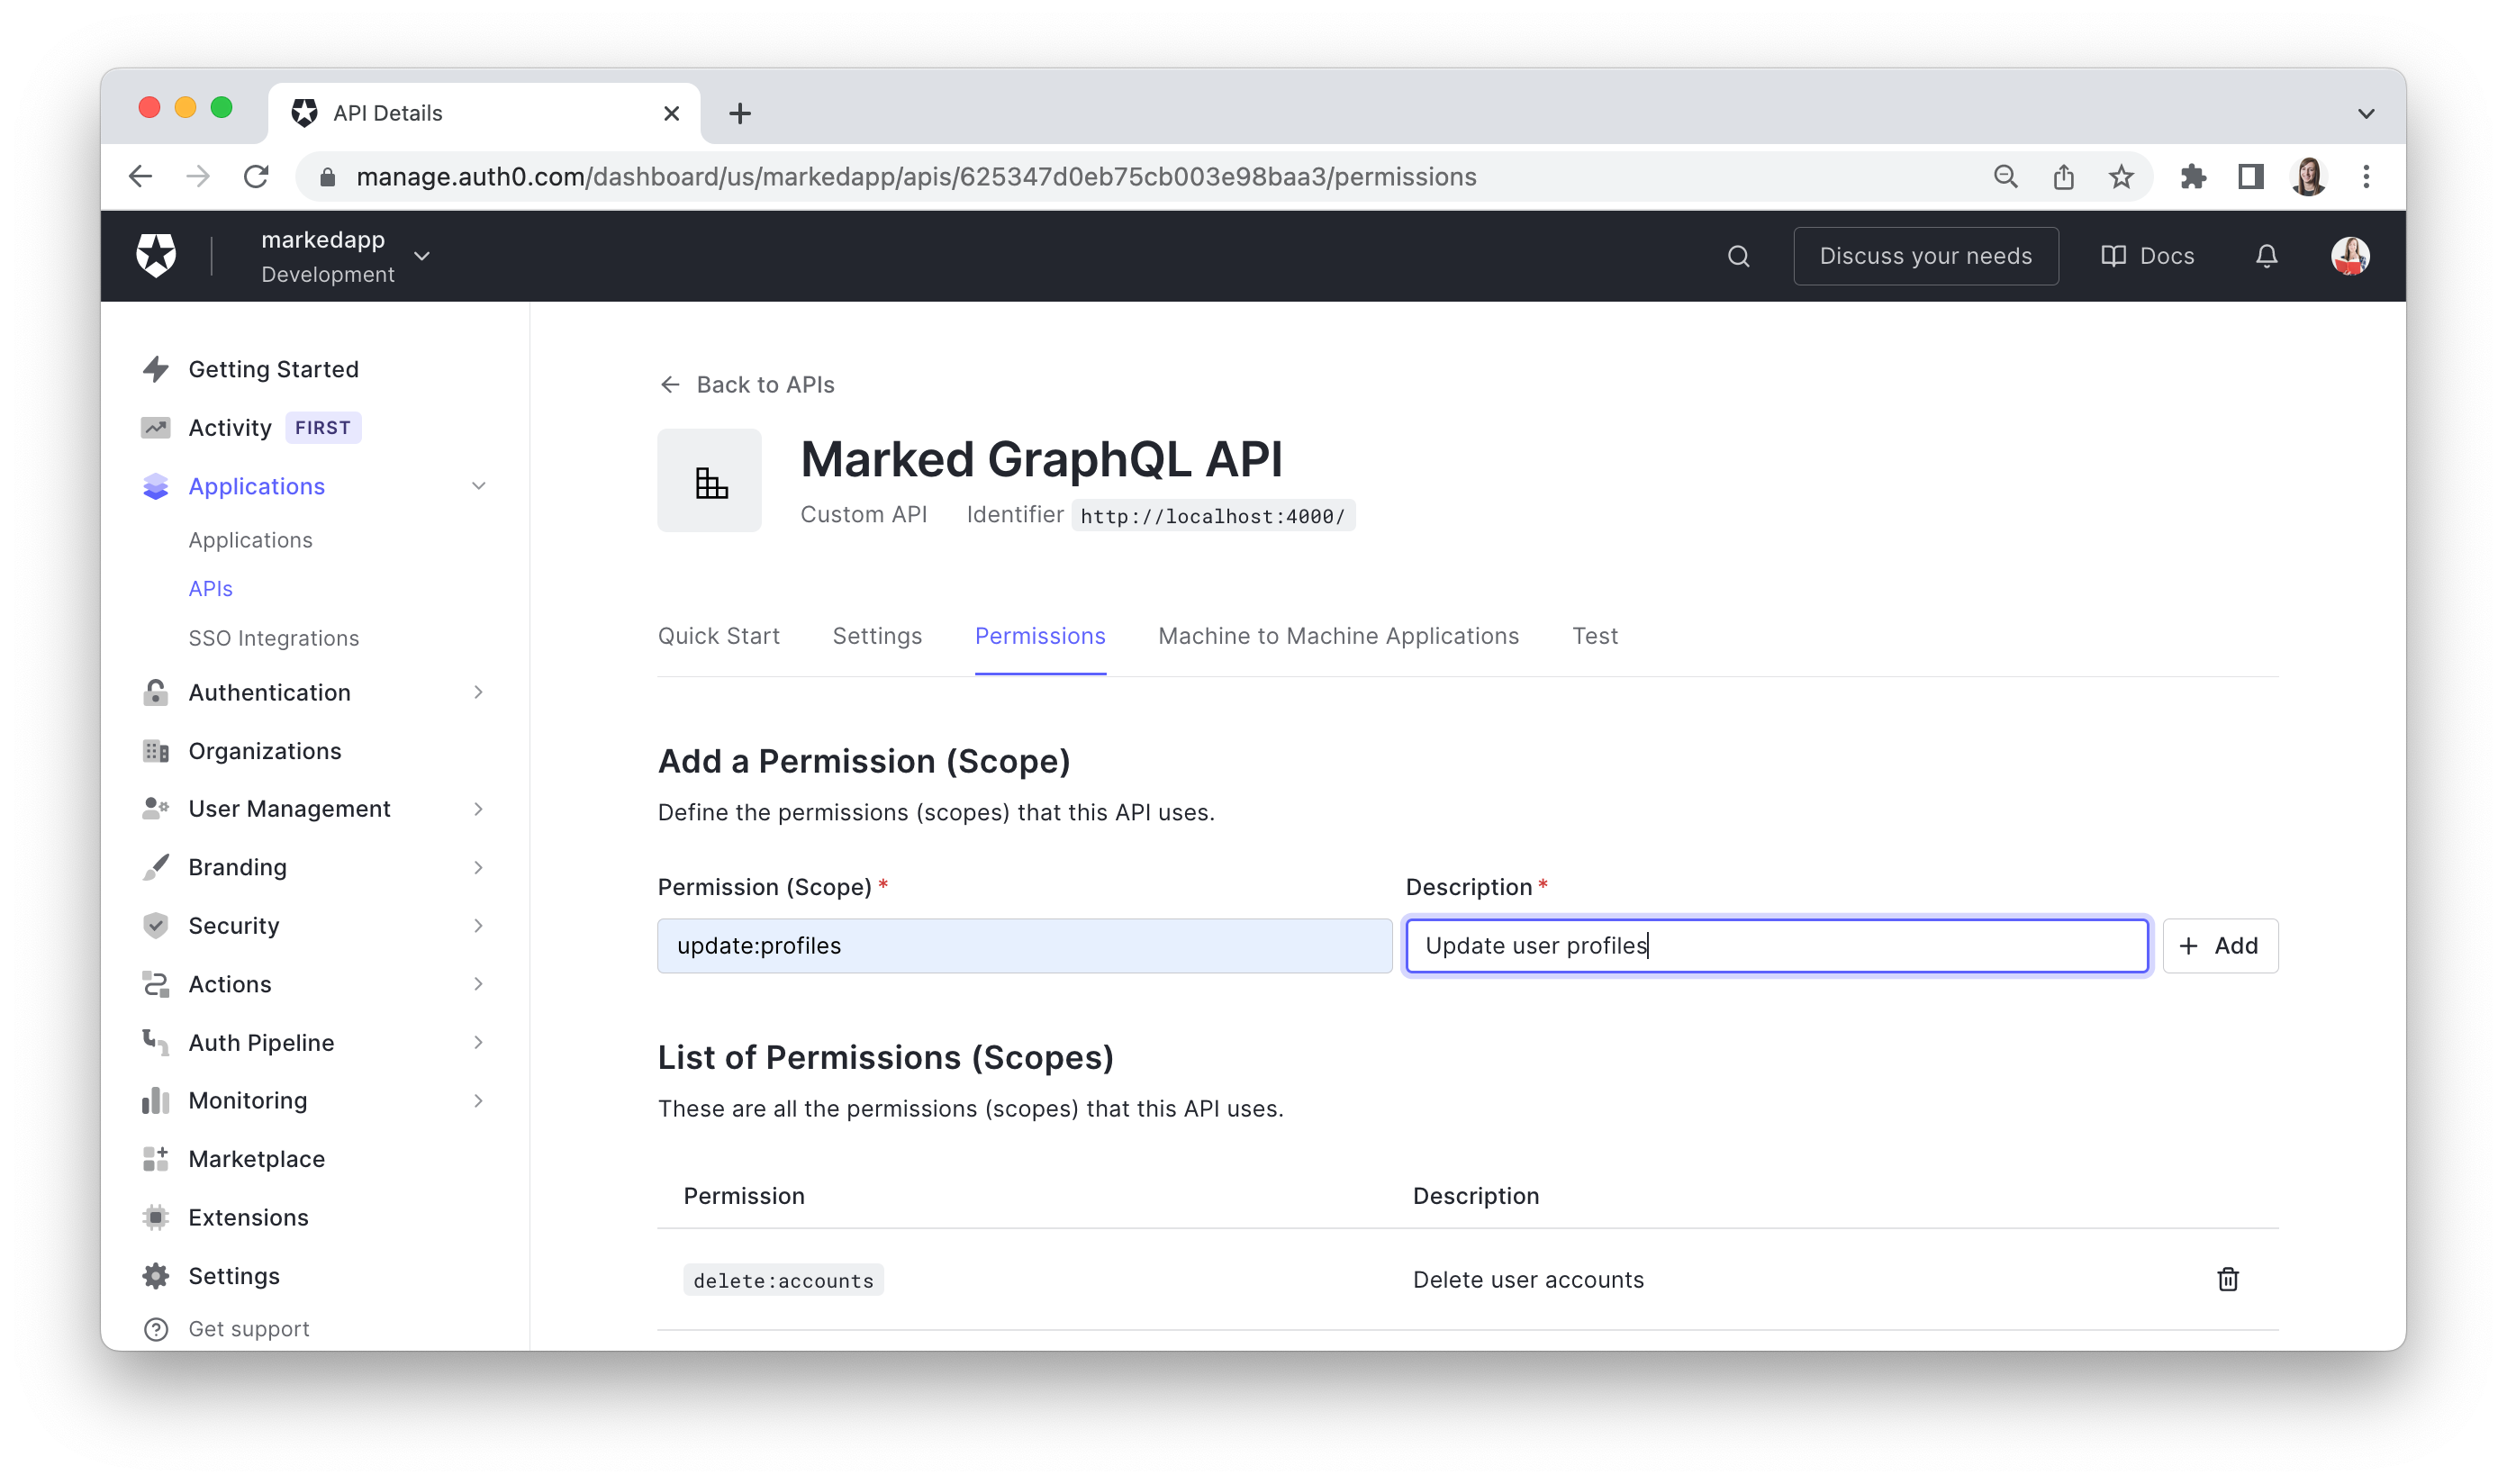 API Details
manage.auth0.com/dashboard/us/markedapp/apis/625347d0eb75cb003e98baa3/permissions
markedapp
Development
Discuss your needs
Docs
Getting Started
Activity FIRST
Applications
Applications
APIs
SSO Integrations
Authentication
Organizations
User Management
Branding
Security
Actions
Auth Pipeline
Monitoring
Marketplace
Extensions
Settings
Get support
Back to APIs
Marked GraphQL API
Custom API Identifier http://localhost:4000/
Quick Start Settings Permissions Machine to Machine Applications Test
Add a Permission (Scope)
Define the permissions (scopes) that this API uses.
Permission (Scope) * Description *
update:profiles Update user profiles + Add
List of Permissions (Scopes)
These are all the permissions (scopes) that this API uses.
Permission Description
delete:accounts Delete user accounts